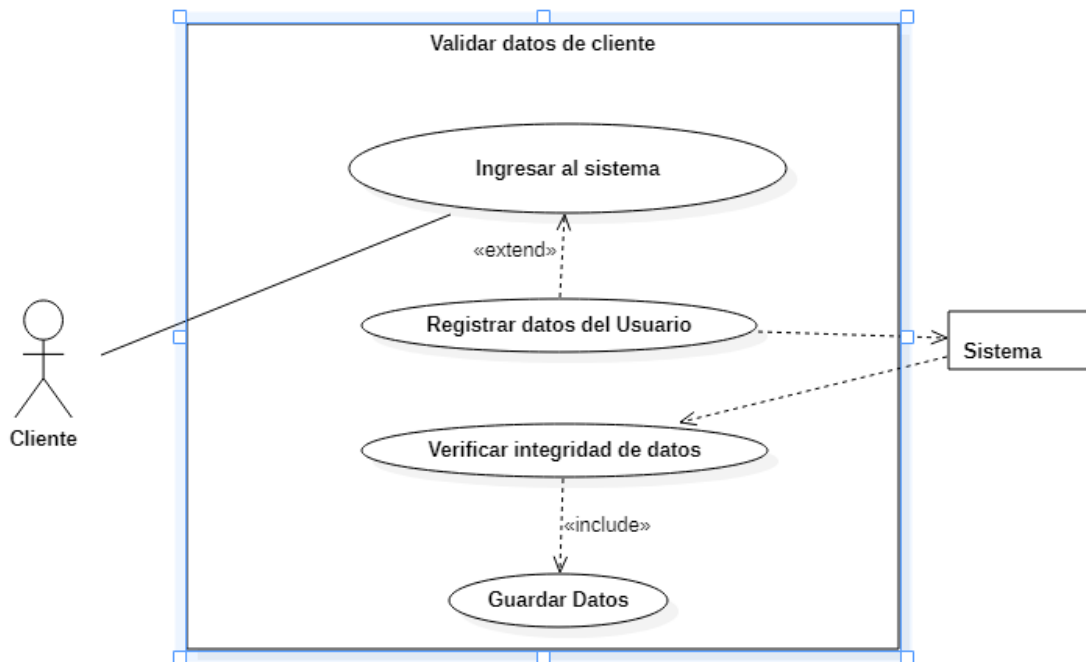 Validar datos de cliente
Ingresar al sistema
«extend»
Registrar datos del Usuario
Sistema
Cliente
Verificar integridad de datos
«include»
Guardar Datos